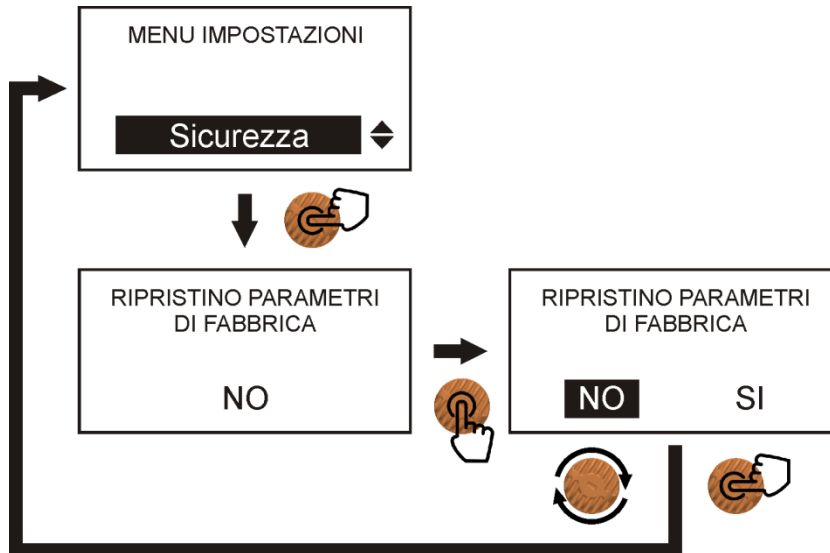 MENU IMPOSTAZIONI
Sicurezza
RIPRISTINO PARAMETRI
DI FABBRICA
NO
RIPRISTINO PARAMETRI
DI FABBRICA
NO SI